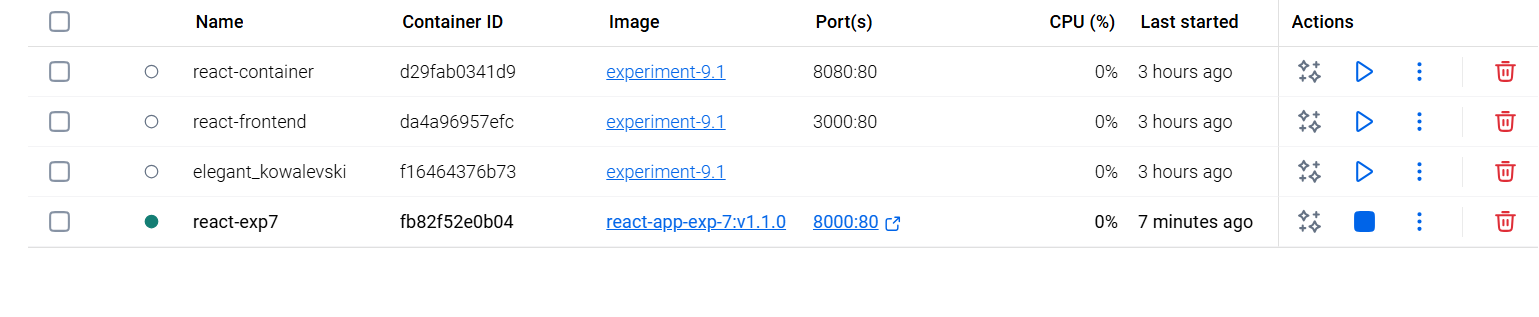 Name Container ID Image Port(s) CPU (%) Last started Actions
react-container d29fab0341d9 experiment-9.1 8080:80 0% 3 hours ago
react-frontend da4a96957efc experiment-9.1 3000:80 0% 3 hours ago
elegant_kowalevski f16464376b73 experiment-9.1 0% 3 hours ago
react-exp7 fb82f52e0b04 react-app-exp-7:v1.1.0 8000:80 0% 7 minutes ago